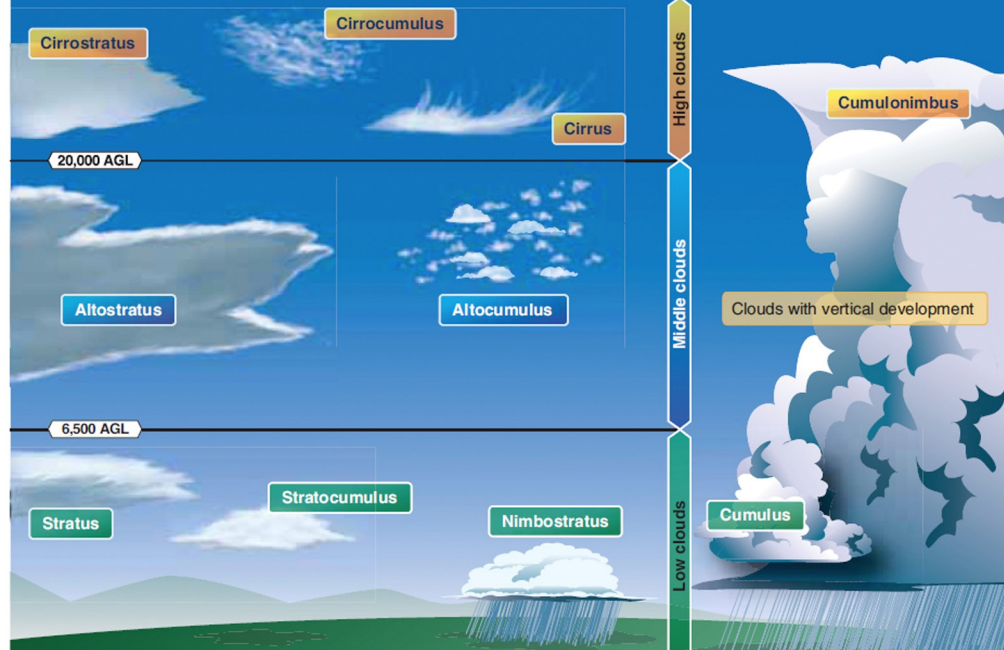 Cirrocumulus
Cirrostratus
Cirrus
High clouds
Cumulonimbus
20,000 AGL
Altostratus
Altocumulus
Middle clouds
Clouds with vertical development
6,500 AGL
Stratus
Stratocumulus
Nimbostratus
Low clouds
Cumulus